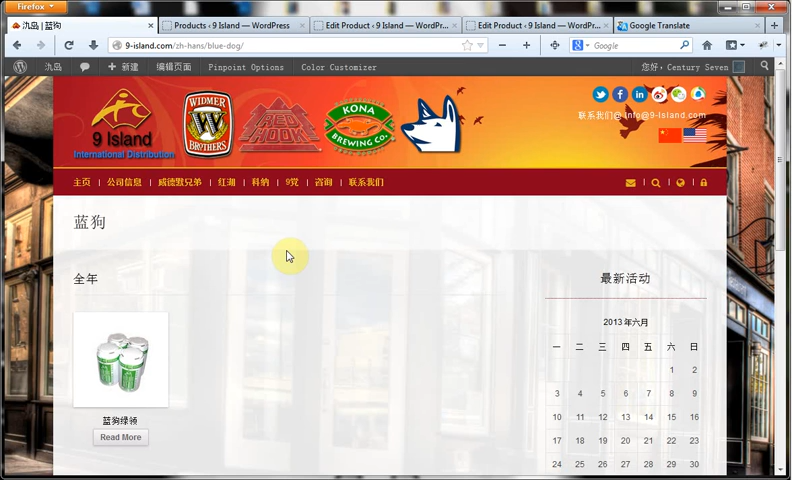 Firefox
氿岛 | 蓝狗
Products ‹ 9 Island — WordPress
Edit Product ‹ 9 Island — WordPr...
Edit Product ‹ 9 Island — WordPr...
Google Translate
9-island.com/zh-hans/blue-dog/
Google
氿岛
新建
编辑页面
Pinpoint Options
Color Customizer
您好, Century Seven
9 Island
International Distribution
WIDMER
W
BROTHERS
RED
HOOK
KONA
BREWING Co.
联系我们@ Info@9-Island.com
主页 | 公司信息 | 威德默兄弟 | 红湖 | 科纳 | 9党 | 咨询 | 联系我们
蓝狗
全年
蓝狗绿领
Read More
最新活动
2013 年六月
一 二 三 四 五 六 日
1 2
3 4 5 6 7 8 9
10 11 12 13 14 15 16
17 18 19 20 21 22 23
24 25 26 27 28 29 30